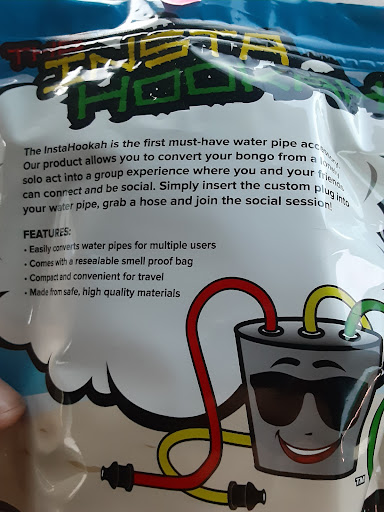 THE INSTA
HOOKAH
The InstaHookah is the first must-have water pipe accessory.
Our product allows you to convert your bongo from a lonely
solo act into a group experience where you and your friends
can connect and be social. Simply insert the custom plug into
your water pipe, grab a hose and join the social session!
FEATURES:
• Easily converts water pipes for multiple users
• Comes with a resealable smell proof bag
• Compact and convenient for travel
• Made from safe, high quality materials
TM